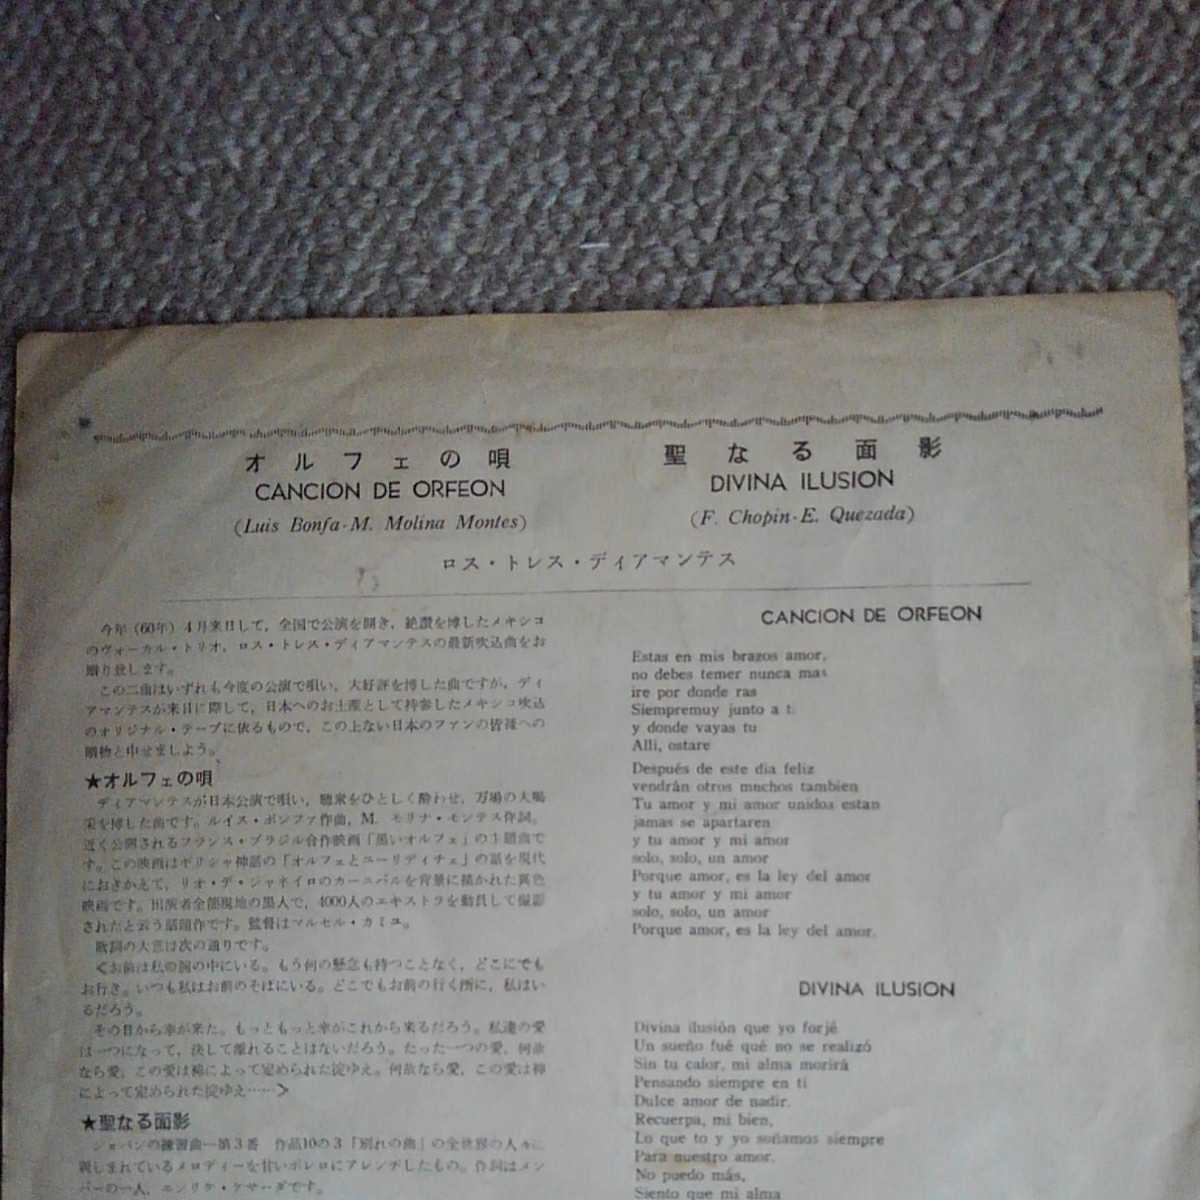 オルフェの唄
CANCION DE ORFEON
(Luis Bonfa-M. Molina Montes)
聖なる面影
DIVINA ILUSION
(F. Chopin-E. Quezada)
ロス・トレス・ディアマンテス
今年(60年)4月来日して,全国で公演を開き,絶讃を博したメキシコ
のヴォーカル・トリオ,ロス・トレス・ディアマンテスの最新吹込曲をお
贈り致します。
この二曲はいずれも今度の公演で唄い,大好評を博した曲ですが,ディ
アマンテスが来日に際して,日本へのお土産として持参したメキシコ吹込
のオリジナル・テープに依るもので,この上ない日本のファンの皆様への
贈物と申せましよう。
★オルフェの唄
ディアマンテスが日本公演で唄い,聴衆をひとしく酔わせ,万場の大喝
采を博した曲です。ルイス・ボンファ作曲,M. モリナ・モンテス作詞。
近く公開されるフランス・ブラジル合作映画「黒いオルフェ」の主題曲で
す。この映画はギリシャ神話の「オルフェとユーリディチェ」の話を現代
におきかえて,リオ・デ・ジャネイロのカーニバルを背景に描かれた異色
映画です。出演者全部現地の黒人で,4000人のエキストラを動員して撮影
されたと云う話題作です。監督はマルセル・カミユ。
歌詞の大意は次の通りです。
<お前は私の腕の中にいる。もう何の懸念も持つことなく,どこにでも
お行き。いつも私はお前のそばにいる。どこでもお前の行く所に,私はい
るだろう。
その日から幸が来た。もっともっと幸がこれから来るだろう。私達の愛
は一つになって,決して離れることはないだろう。たった一つの愛,何故
なら愛,この愛は神によって定められた掟ゆえ。何故なら愛,この愛は神
によって定められた掟ゆえ……>
★聖なる面影
ショパンの練習曲―第3番 作品10の3「別れの曲」の全世界の人々に
親しまれているメロディーを甘いボレロにアレンヂしたもの。作詞はメン
バーの一人,エンリケ・ケサーダです。
CANCION DE ORFEON
Estas en mis brazos amor,
no debes temer nunca mas
ire por donde ras
Siempremuy junto a ti
y donde vayas tu
Alli, ostare
Después de este dia feliz
vendrán otros muchos tambien
Tu amor y mi amor unidos estan
jamas se apartaren
y tu amor y mi amor
solo, solo, un amor
Porque amor, es la ley del amor
y tu amor y mi amor
solo, solo, un amor
Porque amor, es la ley del amor.
DIVINA ILUSION
Divina ilusión que yo forjé
Un sueño fué qué no se realizó
Sin tu calor, mi alma morirá
Pensando siempre en ti
Dulce amor de nadir.
Recuerpa, mi bien,
Lo que to y yo soñamos siempre
Para nuestro amor.
No puedo más,
Siento que mi alma